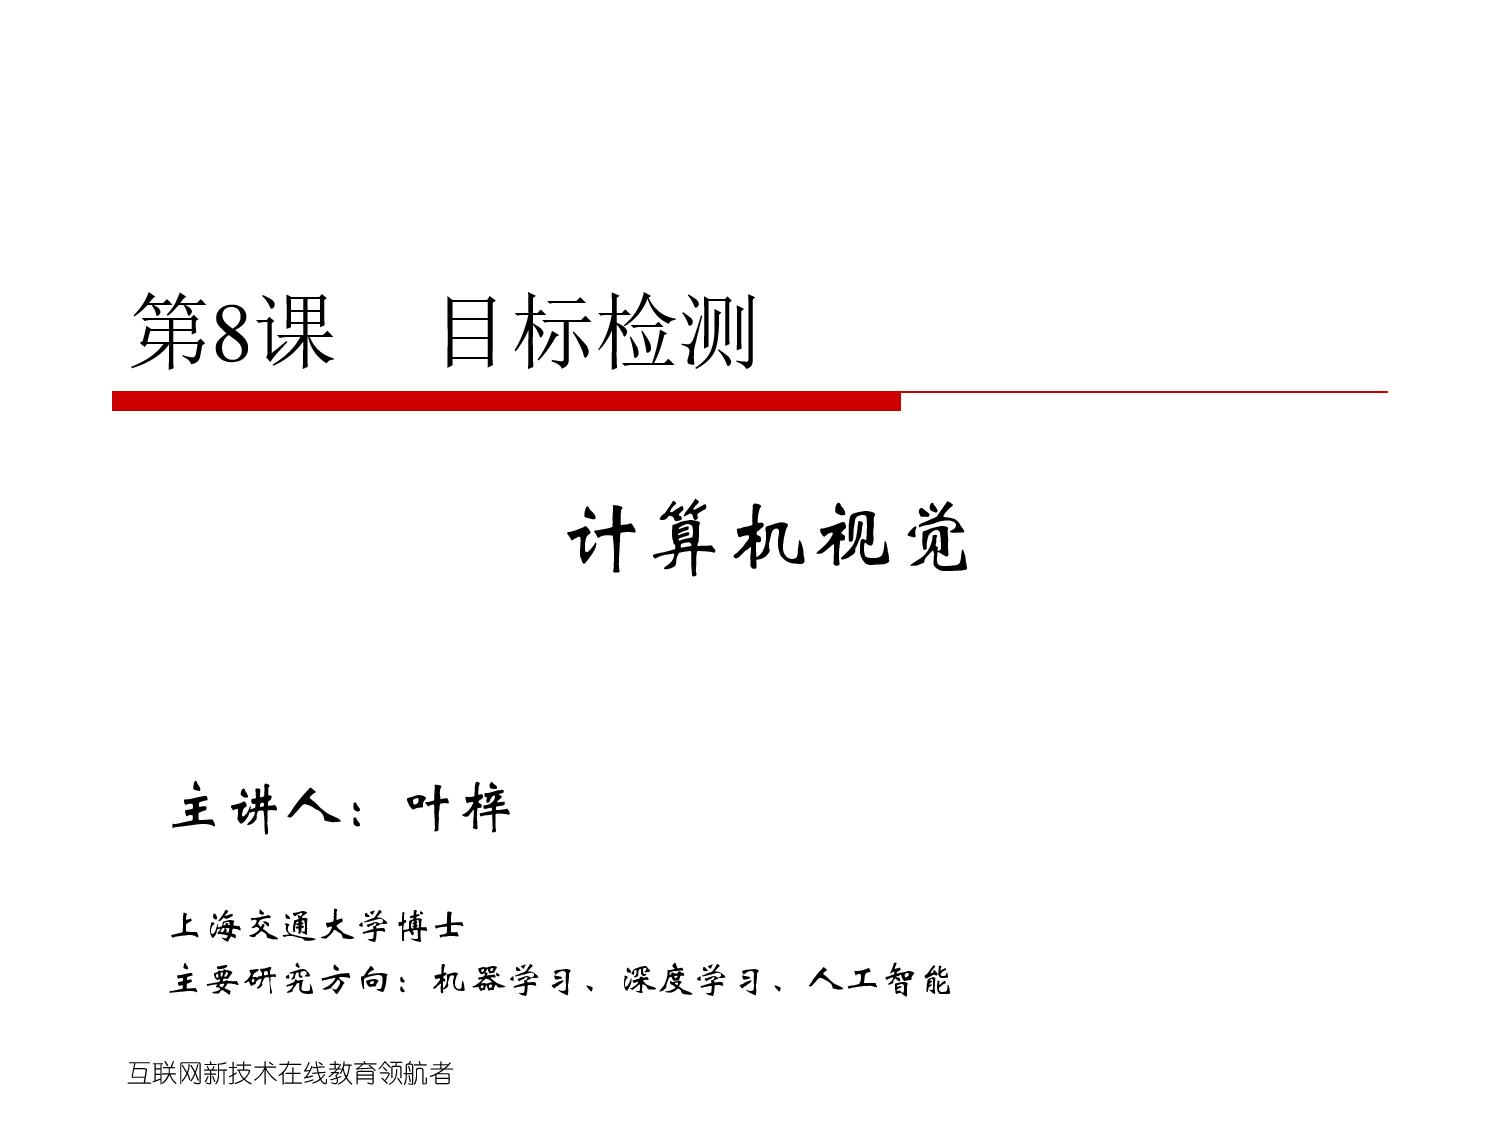 第8课 目标检测
计算机视觉
主讲人：叶梓
上海交通大学博士
主要研究方向：机器学习、深度学习、人工智能
互联网新技术在线教育领航者